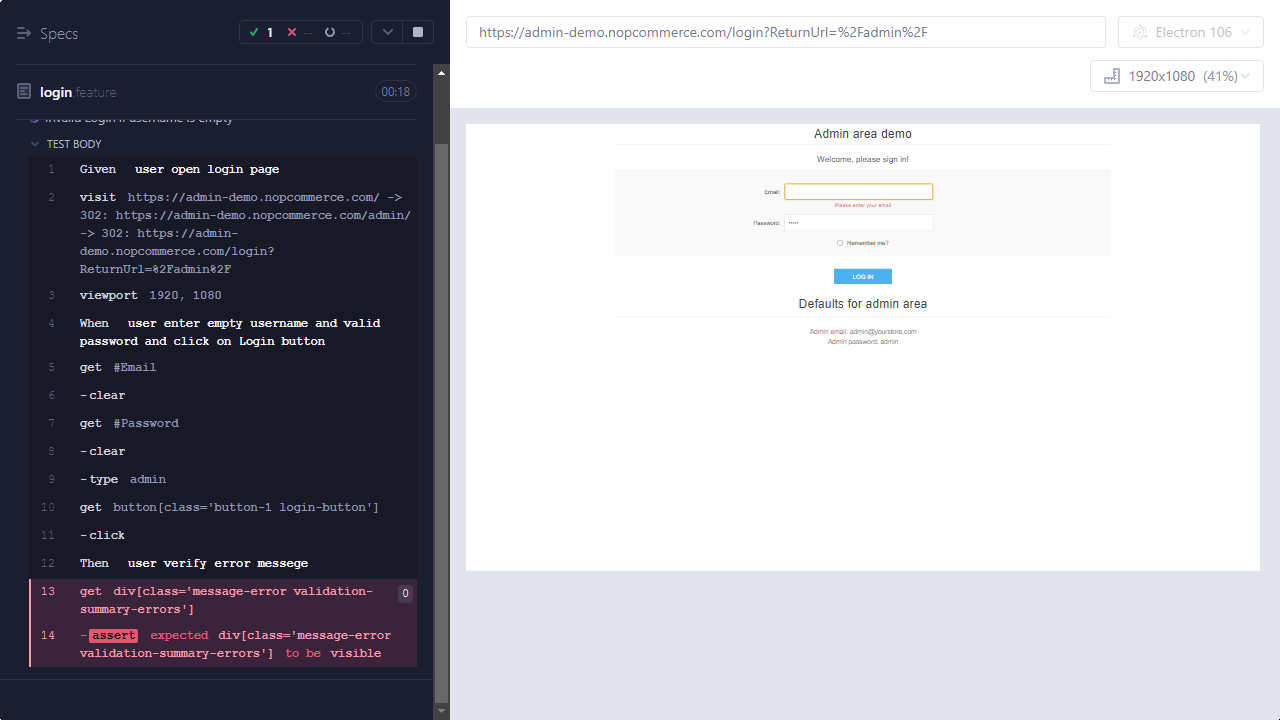 Specs
1
--
--
login.feature
00:18
Invalid Login if username is empty
TEST BODY
1 Given user open login page
2 visit https://admin-demo.nopcommerce.com/ ->
302: https://admin-demo.nopcommerce.com/admin/
-> 302: https://admin-
demo.nopcommerce.com/login?
ReturnUrl=%2Fadmin%2F
3 viewport 1920, 1080
4 When user enter empty username and valid
password and click on Login button
5 get #Email
6 -clear
7 get #Password
8 -clear
9 -type admin
10 get button[class='button-1 login-button']
11 -click
12 Then user verify error messege
13 get div[class='message-error validation-
summary-errors'] 0
14 -assert expected div[class='message-error
validation-summary-errors'] to be visible
https://admin-demo.nopcommerce.com/login?ReturnUrl=%2Fadmin%2F
Electron 106
1920x1080 (41%)
Admin area demo
Welcome, please sign in!
Email:
Please enter your email
Password: •••••
Remember me?
LOG IN
Defaults for admin area
Admin email: admin@yourstore.com
Admin password: admin